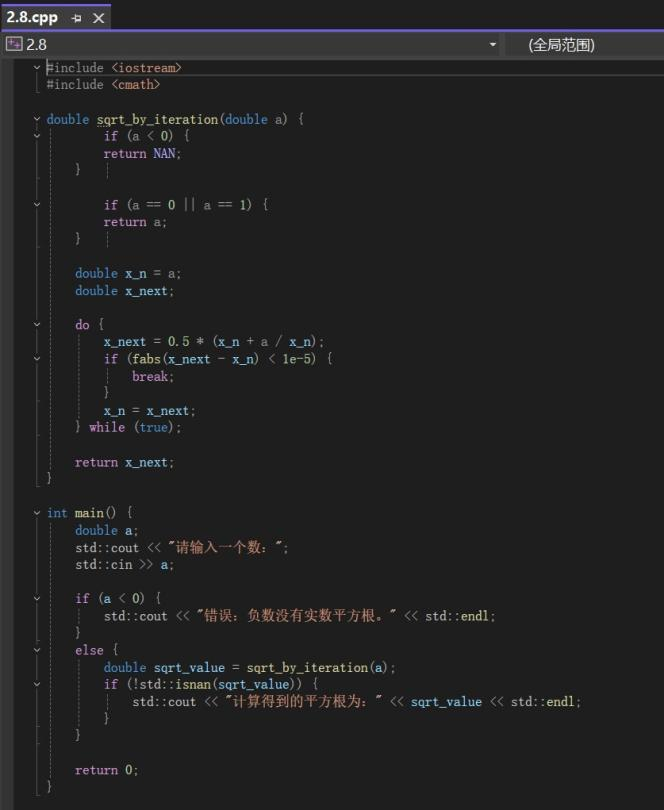 2.8.cpp
2.8
(全局范围)
#include <iostream>
#include <cmath>
double sqrt_by_iteration(double a) {
if (a < 0) {
return NAN;
}
if (a == 0 || a == 1) {
return a;
}
double x_n = a;
double x_next;
do {
x_next = 0.5 * (x_n + a / x_n);
if (fabs(x_next - x_n) < 1e-5) {
break;
}
x_n = x_next;
} while (true);
return x_next;
}
int main() {
double a;
std::cout << "请输入一个数：";
std::cin >> a;
if (a < 0) {
std::cout << "错误：负数没有实数平方根。" << std::endl;
}
else {
double sqrt_value = sqrt_by_iteration(a);
if (!std::isnan(sqrt_value)) {
std::cout << "计算得到的平方根为：" << sqrt_value << std::endl;
}
}
return 0;
}